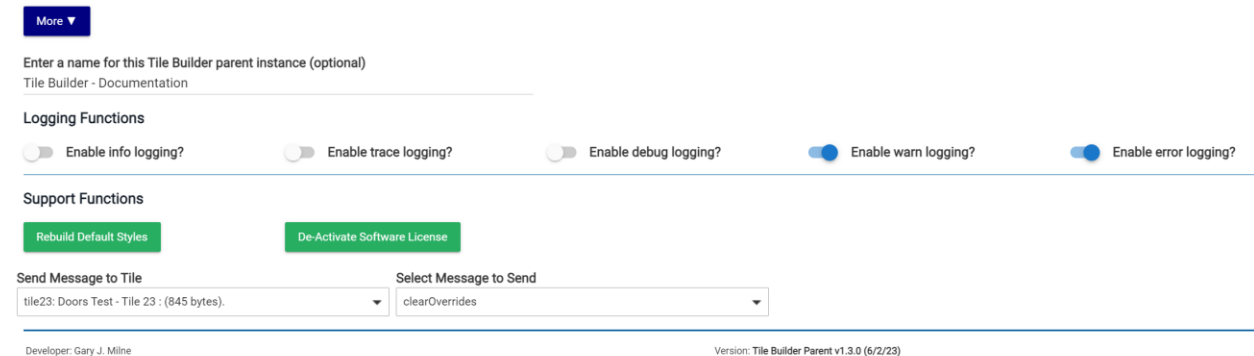 More ▼
Enter a name for this Tile Builder parent instance (optional)
Tile Builder - Documentation
Logging Functions
Enable info logging? Enable trace logging? Enable debug logging? Enable warn logging? Enable error logging?
Support Functions
Rebuild Default Styles De-Activate Software License
Send Message to Tile Select Message to Send
tile23: Doors Test - Tile 23 : (845 bytes). clearOverrides
Developer: Gary J. Milne Version: Tile Builder Parent v1.3.0 (6/2/23)